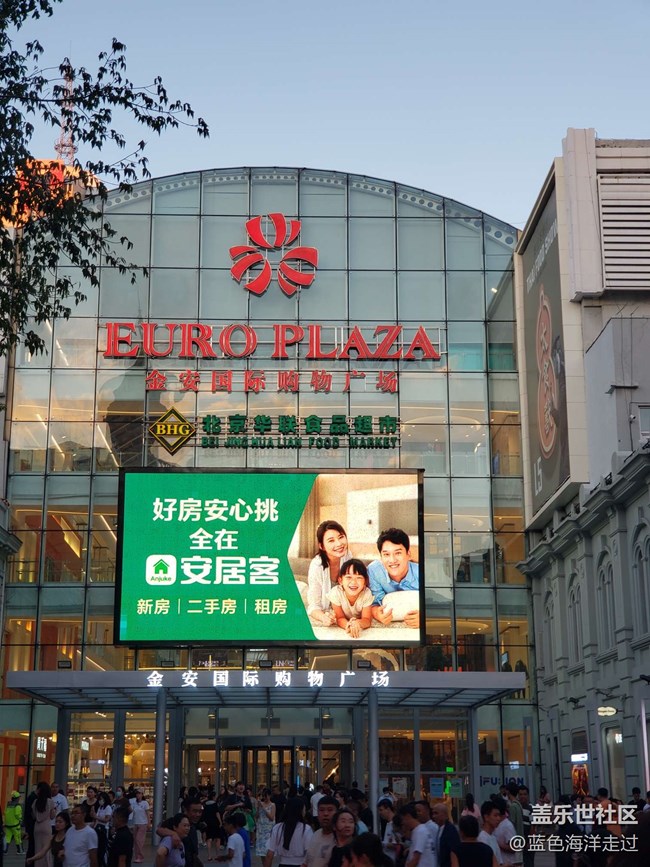 EURO PLAZA
金安国际购物广场
BHG 北京华联食品超市
BEIJING HUA LIAN FOOD MARKET
好房安心挑
全在
Anjuke 安居客
新房 | 二手房 | 租房
金安国际购物广场
L5
盖乐世社区
@蓝色海洋走过